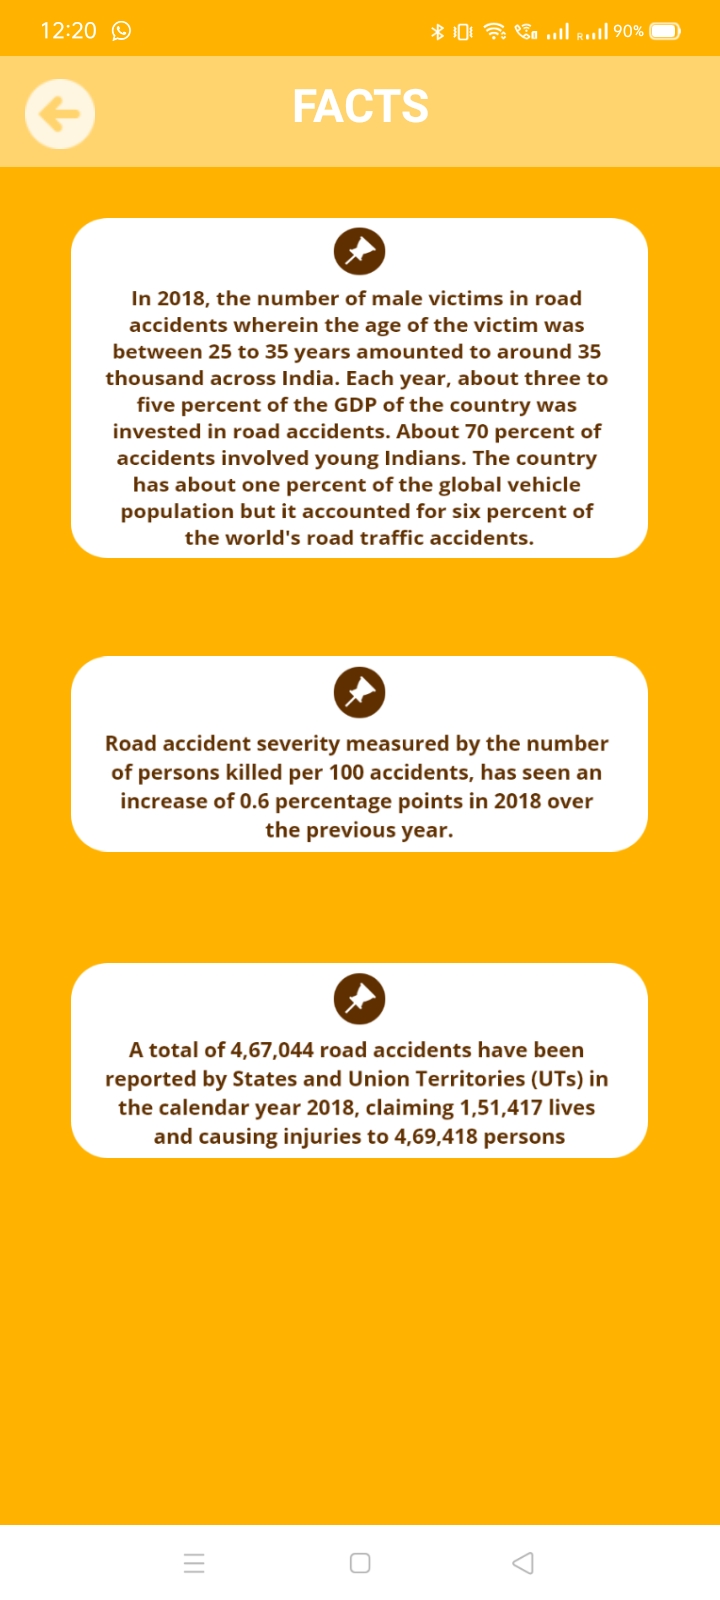 12:20
90%
FACTS
In 2018, the number of male victims in road
accidents wherein the age of the victim was
between 25 to 35 years amounted to around 35
thousand across India. Each year, about three to
five percent of the GDP of the country was
invested in road accidents. About 70 percent of
accidents involved young Indians. The country
has about one percent of the global vehicle
population but it accounted for six percent of
the world's road traffic accidents.
Road accident severity measured by the number
of persons killed per 100 accidents, has seen an
increase of 0.6 percentage points in 2018 over
the previous year.
A total of 4,67,044 road accidents have been
reported by States and Union Territories (UTs) in
the calendar year 2018, claiming 1,51,417 lives
and causing injuries to 4,69,418 persons